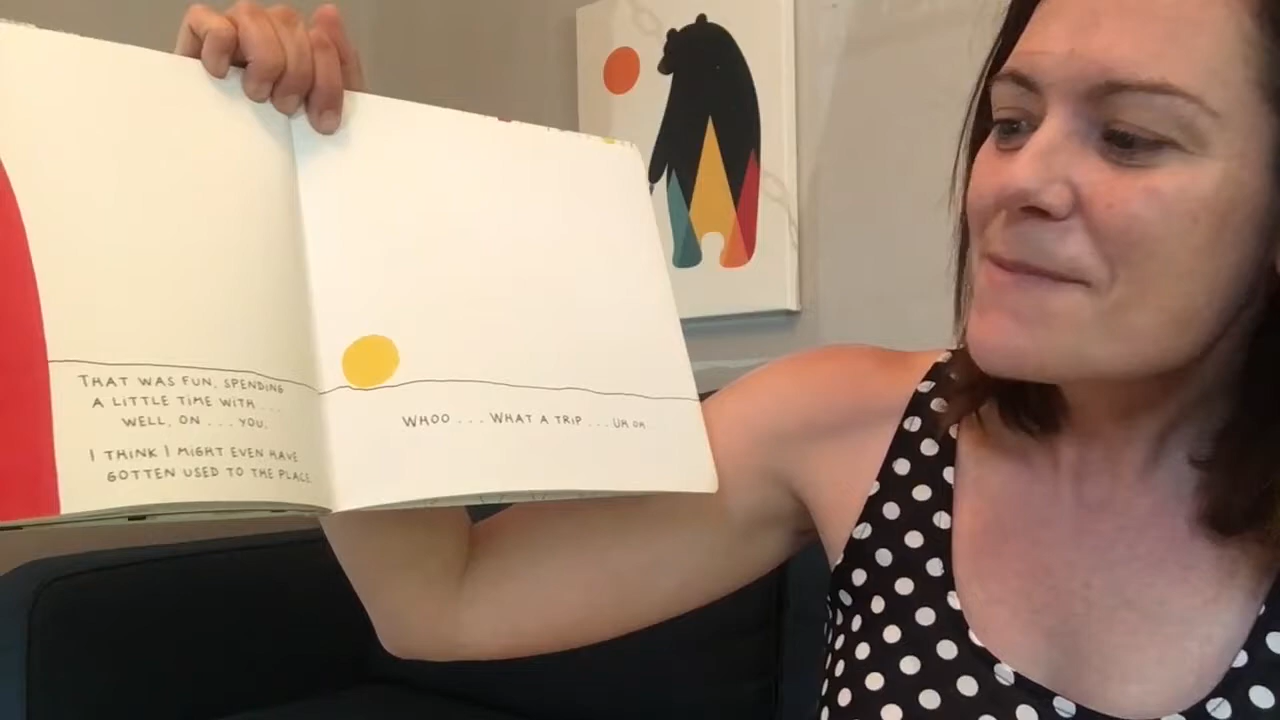 THAT WAS FUN, SPENDING
A LITTLE TIME WITH ...
WELL, ON ... YOU.
I THINK I MIGHT EVEN HAVE
GOTTEN USED TO THE PLACE.
WHOO ... WHAT A TRIP ... UH OH ...